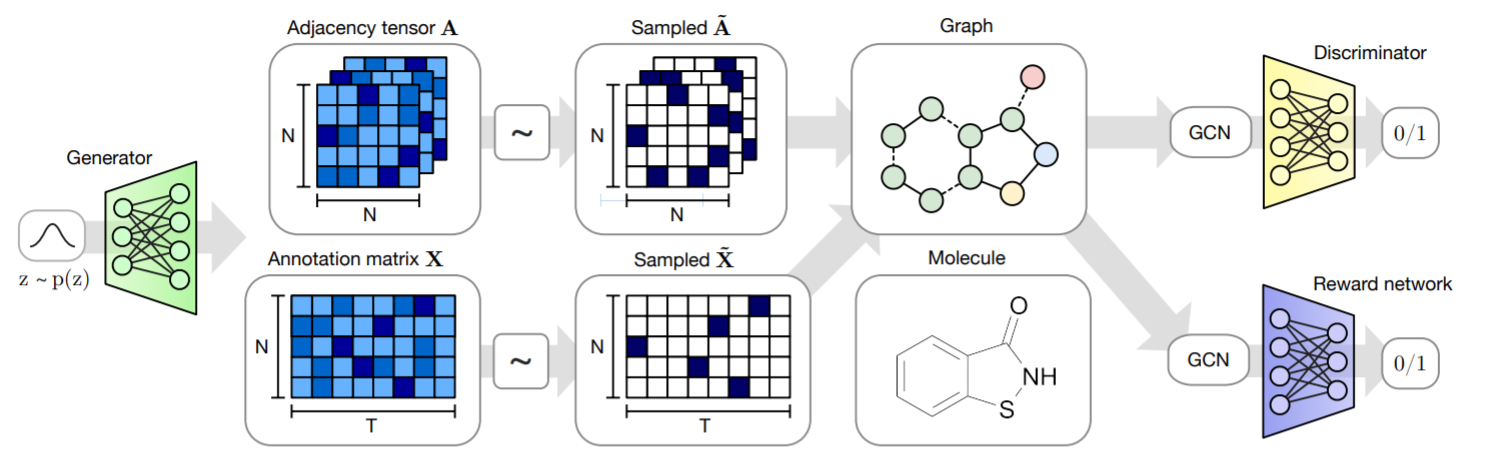 Generator
z ~ p(z)
Adjacency tensor A
N
N
~
Sampled Ã
N
N
Graph
GCN
Discriminator
0/1
Annotation matrix X
N
T
~
Sampled X̃
N
T
Molecule
O
NH
S
GCN
Reward network
0/1